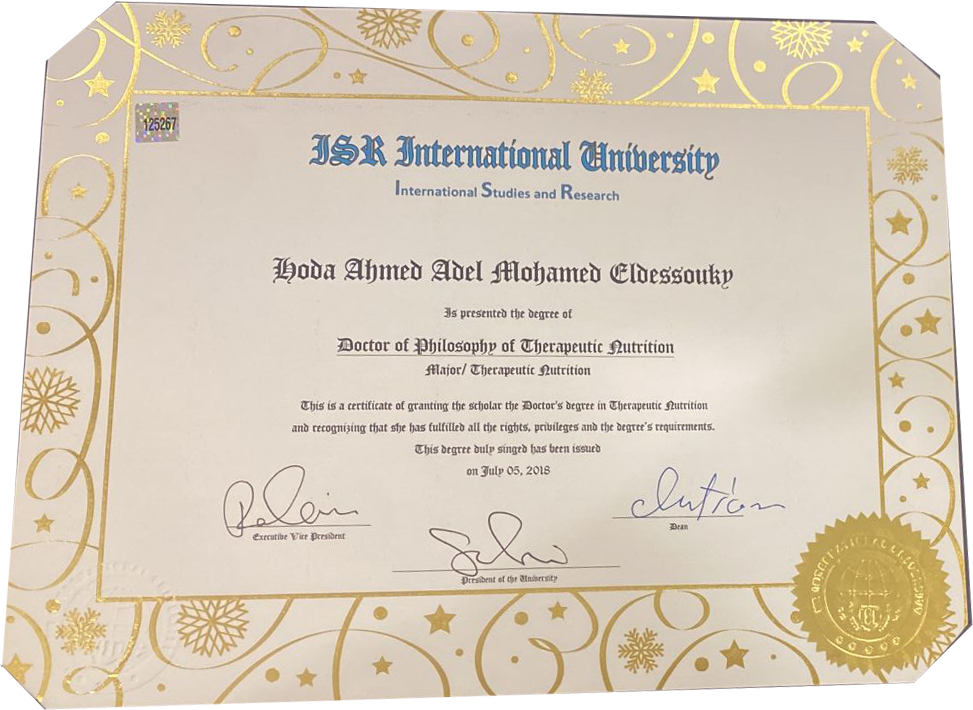 125267
ISR International University
International Studies and Research
Hoda Ahmed Adel Mohamed Eldessouky
Is presented the degree of
Doctor of Philosophy of Therapeutic Nutrition
Major/ Therapeutic Nutrition
This is a certificate of granting the scholar the Doctor's degree in Therapeutic Nutrition
and recognizing that she has fulfilled all the rights, privileges and the degree's requirements.
This degree duly singed has been issued
on July 05, 2018
Executive Vice President
Dean
President of the University